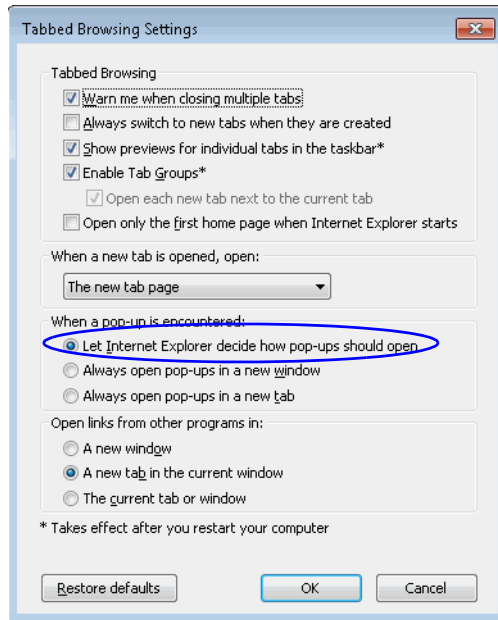 Tabbed Browsing Settings
Tabbed Browsing
Warn me when closing multiple tabs
Always switch to new tabs when they are created
Show previews for individual tabs in the taskbar*
Enable Tab Groups*
Open each new tab next to the current tab
Open only the first home page when Internet Explorer starts
When a new tab is opened, open:
The new tab page
When a pop-up is encountered:
Let Internet Explorer decide how pop-ups should open
Always open pop-ups in a new window
Always open pop-ups in a new tab
Open links from other programs in:
A new window
A new tab in the current window
The current tab or window
* Takes effect after you restart your computer
Restore defaults OK Cancel